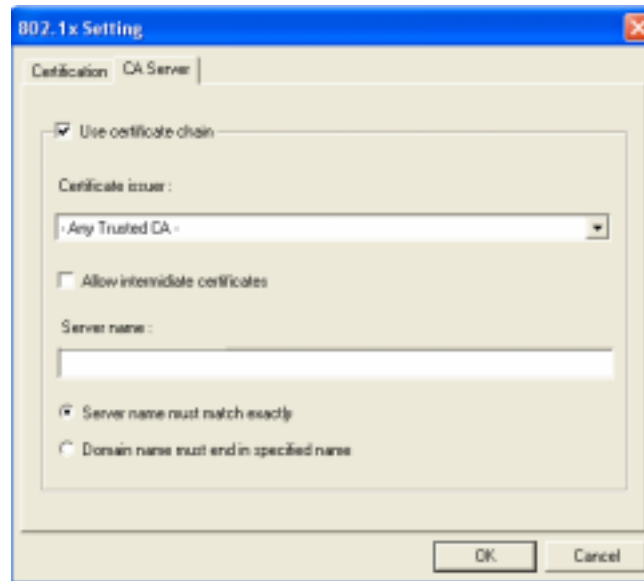 802.1x Setting
Certification CA Server
Use certificate chain
Certificate issuer :
- Any Trusted CA -
Allow intermidiate certificates
Server name :
Server name must match exactly
Domain name must end in specified name
OK Cancel